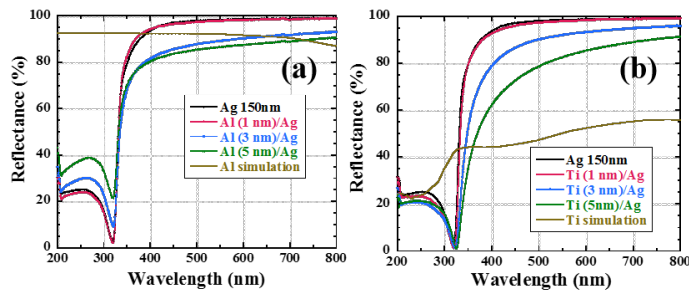 100
80
60
40
20
0
Reflectance (%)
(a)
Ag 150nm
Al (1 nm)/Ag
Al (3 nm)/Ag
Al (5 nm)/Ag
Al simulation
200 300 400 500 600 700 800
Wavelength (nm)
100
80
60
40
20
0
Reflectance (%)
(b)
Ag 150nm
Ti (1 nm)/Ag
Ti (3 nm)/Ag
Ti (5nm)/Ag
Ti simulation
200 300 400 500 600 700 800
Wavelength (nm)